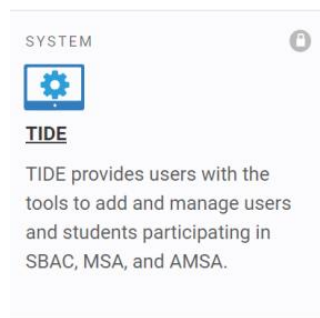 SYSTEM
TIDE
TIDE provides users with the
tools to add and manage users
and students participating in
SBAC, MSA, and AMSA.